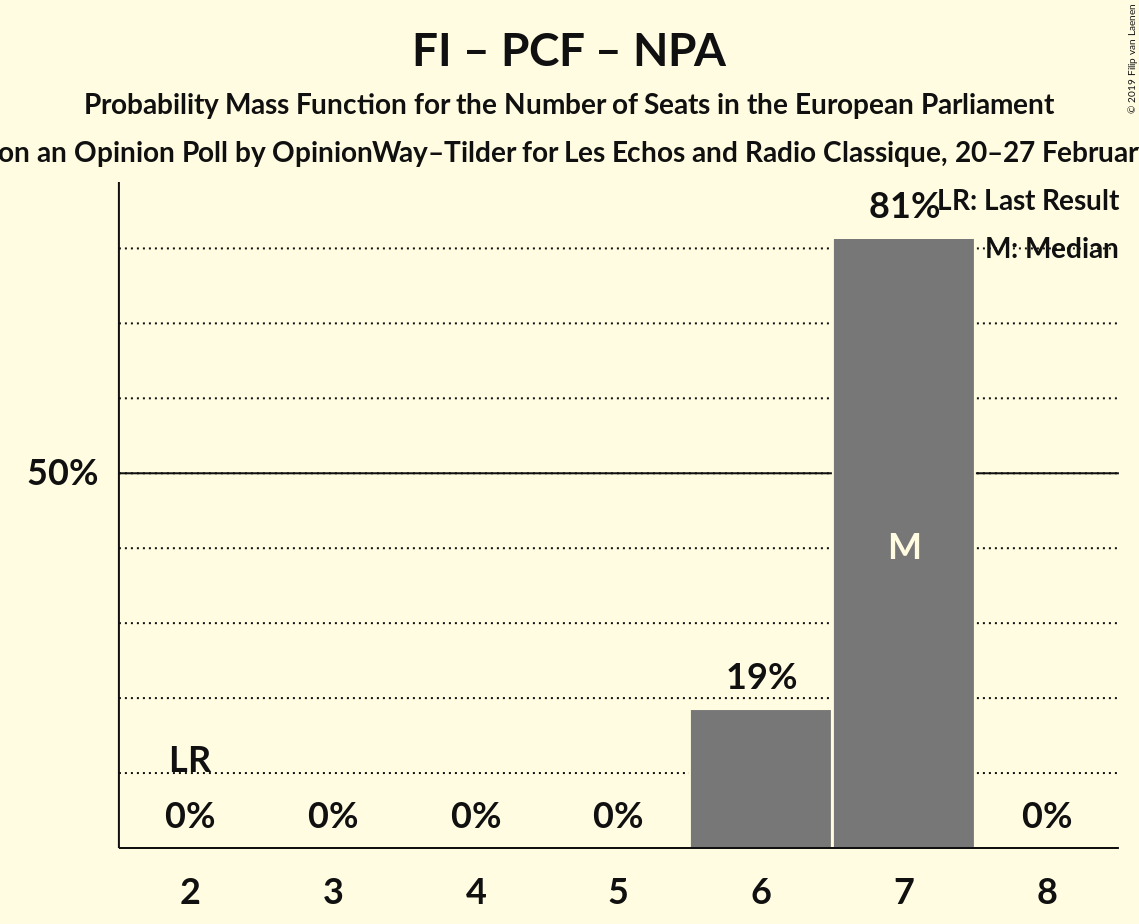 FI – PCF – NPA
Probability Mass Function for the Number of Seats in the European Parliament
on an Opinion Poll by OpinionWay–Tilder for Les Echos and Radio Classique, 20–27
© 2019 Filip van Laenen
LR: Last Result
M: Median
81%
50%
M
19%
LR
0% 0% 0% 0% 0%
2 3 4 5 6 7 8